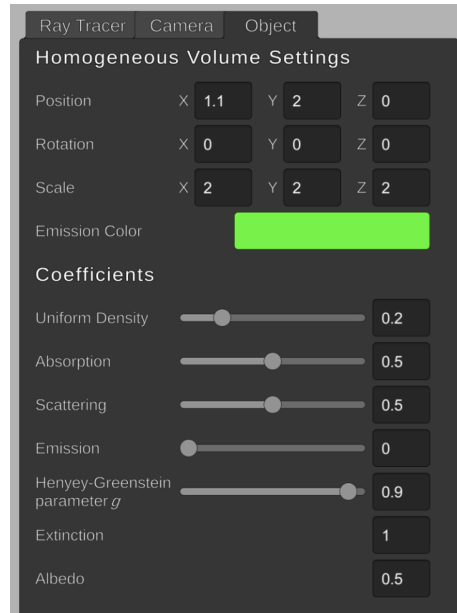 Ray Tracer Camera Object
Homogeneous Volume Settings
Position X 1.1 Y 2 Z 0
Rotation X 0 Y 0 Z 0
Scale X 2 Y 2 Z 2
Emission Color
Coefficients
Uniform Density 0.2
Absorption 0.5
Scattering 0.5
Emission 0
Henyey-Greenstein
parameter g 0.9
Extinction 1
Albedo 0.5